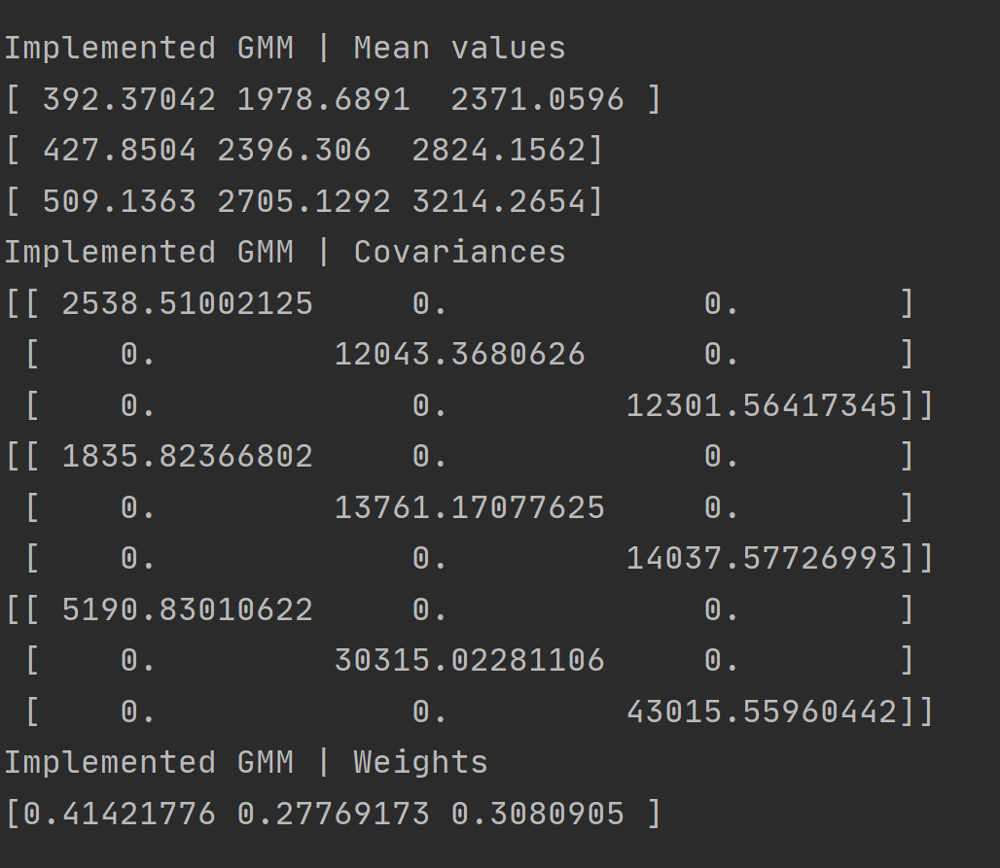 Implemented GMM | Mean values
[ 392.37042 1978.6891  2371.0596 ]
[ 427.8504 2396.306  2824.1562]
[ 509.1363 2705.1292 3214.2654]
Implemented GMM | Covariances
[[ 2538.51002125     0.             0.        ]
 [    0.         12043.3680626      0.        ]
 [    0.             0.         12301.56417345]]
[[ 1835.82366802     0.             0.        ]
 [    0.         13761.17077625     0.        ]
 [    0.             0.         14037.57726993]]
[[ 5190.83010622     0.             0.        ]
 [    0.         30315.02281106     0.        ]
 [    0.             0.         43015.55960442]]
Implemented GMM | Weights
[0.41421776 0.27769173 0.3080905 ]